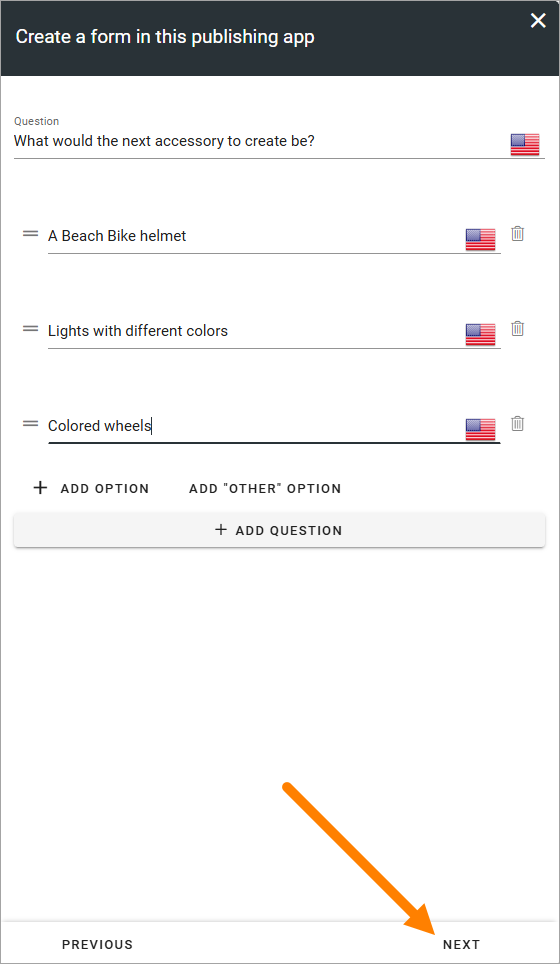 Create a form in this publishing app
Question
What would the next accessory to create be?
A Beach Bike helmet
Lights with different colors
Colored wheels
ADD OPTION ADD "OTHER" OPTION
ADD QUESTION
PREVIOUS NEXT